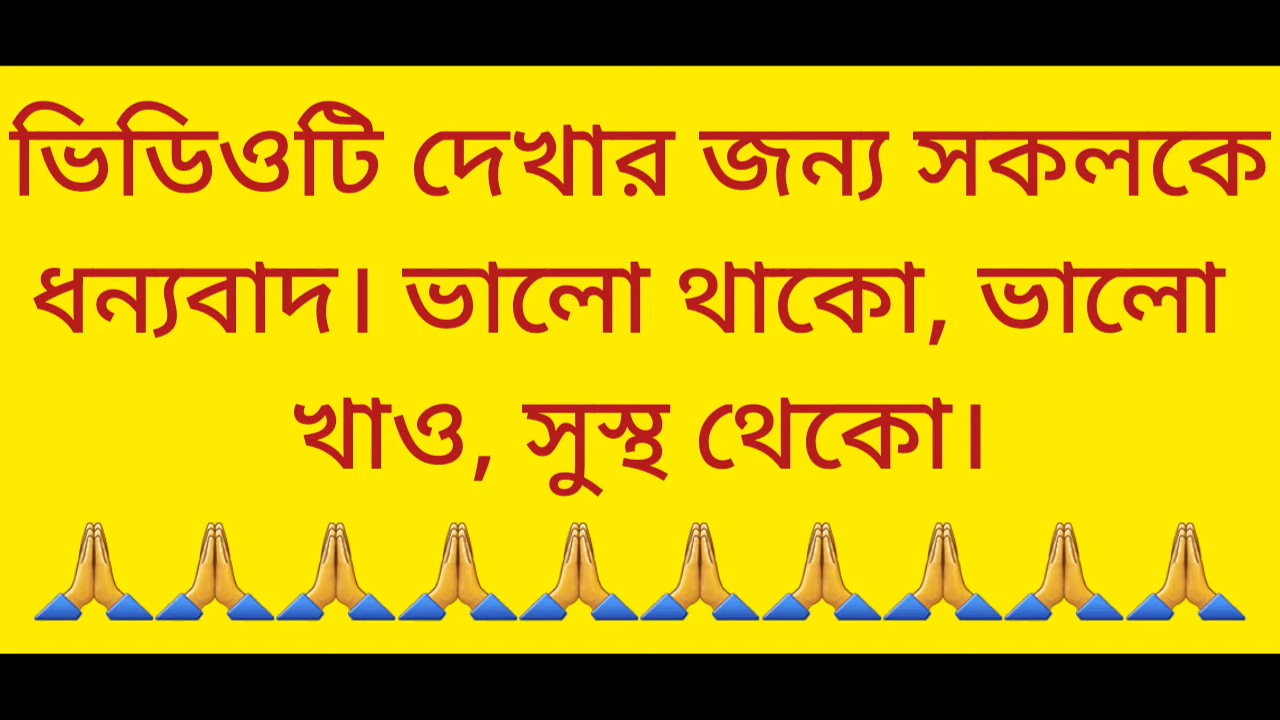 ভিডিওটি দেখার জন্য সকলকে
ধন্যবাদ। ভালো থাকো, ভালো
খাও, সুস্থ থেকো।
🙏🙏🙏🙏🙏🙏🙏🙏🙏🙏